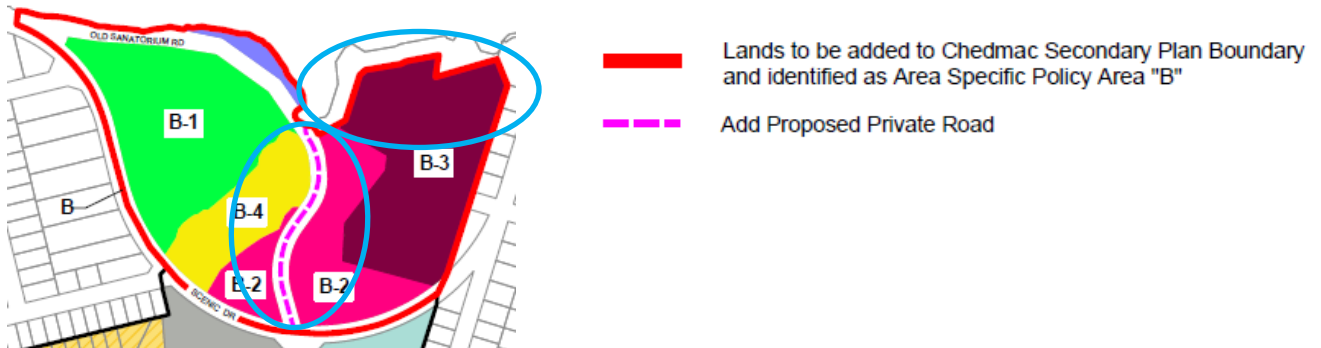 OLD SANATORIUM RD
B-1
B-3
B
B-4
B-2
B-2
SCENIC DR
Lands to be added to Chedmac Secondary Plan Boundary
and identified as Area Specific Policy Area "B"
Add Proposed Private Road